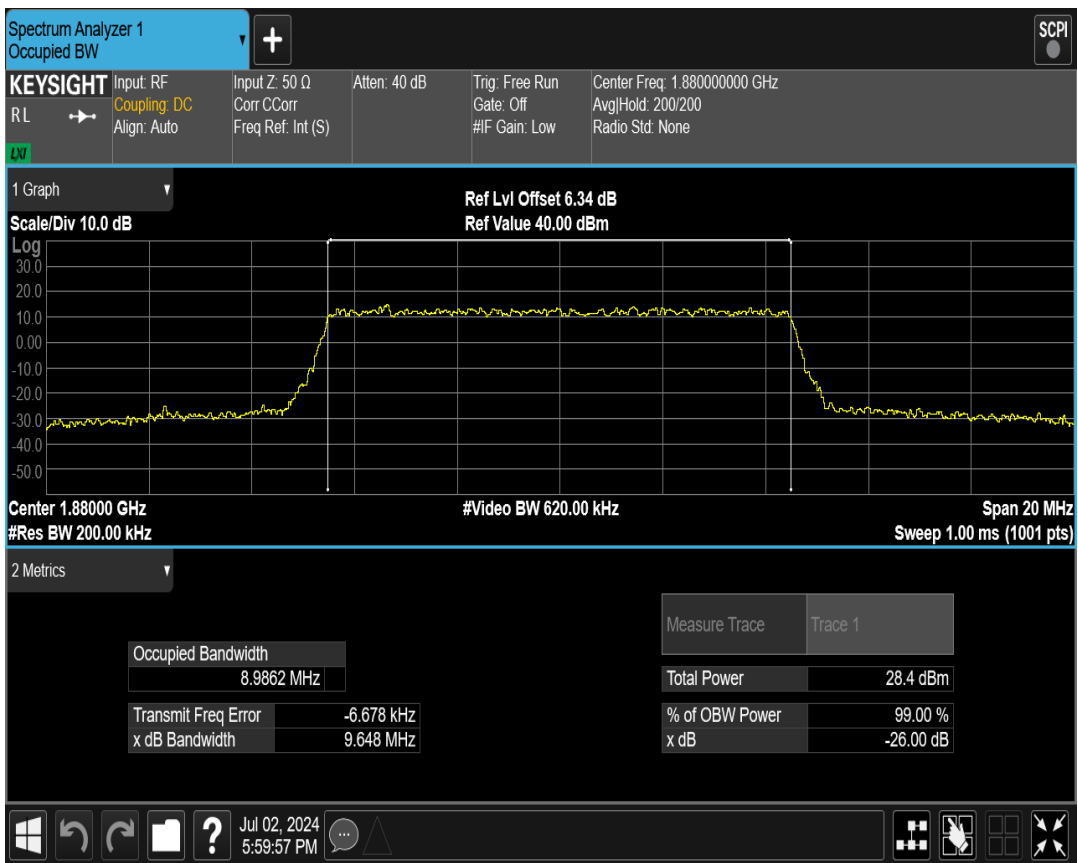 Spectrum Analyzer 1
Occupied BW
+
SCPI
KEYSIGHT
R L
LXI
Input: RF
Coupling: DC
Align: Auto
Input Z: 50 Ω
Corr CCorr
Freq Ref: Int (S)
Atten: 40 dB
Trig: Free Run
Gate: Off
#IF Gain: Low
Center Freq: 1.880000000 GHz
Avg|Hold: 200/200
Radio Std: None
1 Graph
Ref Lvl Offset 6.34 dB
Scale/Div 10.0 dB
Ref Value 40.00 dBm
Log
30.0
20.0
10.0
0.00
-10.0
-20.0
-30.0
-40.0
-50.0
Center 1.88000 GHz
#Video BW 620.00 kHz
Span 20 MHz
#Res BW 200.00 kHz
Sweep 1.00 ms (1001 pts)
2 Metrics
Measure Trace
Trace 1
Occupied Bandwidth
8.9862 MHz
Total Power
28.4 dBm
Transmit Freq Error
-6.678 kHz
% of OBW Power
99.00 %
x dB Bandwidth
9.648 MHz
x dB
-26.00 dB
?
Jul 02, 2024
5:59:57 PM